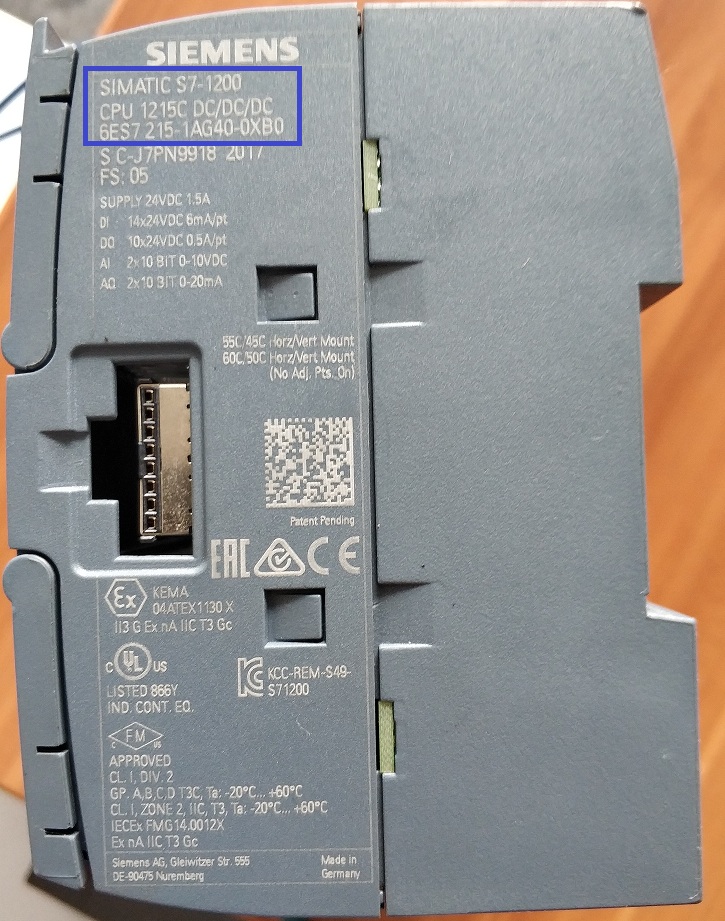 SIEMENS
SIMATIC S7-1200
CPU 1215C DC/DC/DC
6ES7 215-1AG40-0XB0
S C-J7PN9918 2017
FS: 05
SUPPLY 24VDC 1.5A
DI 14x24VDC 6mA/pt
DQ 10x24VDC 0.5A/pt
AI 2x10 BIT 0-10VDC
AQ 2x10 BIT 0-20mA
55C/45C Horz/Vert Mount
60C/50C Horz/Vert Mount
(No Adj. Pts. On)
Patent Pending
EAC CE
Ex KEMA
04ATEX1130 X
II3 G Ex nA IIC T3 Gc
C UL US
LISTED 866Y
IND. CONT. EQ.
KCC-REM-S49-
S71200
C FM US
APPROVED
CL. I, DIV. 2
GP. A,B,C,D T3C, Ta: -20°C... +60°C
CL. I, ZONE 2, IIC, T3, Ta: -20°C... +60°C
IECEx FMG14.0012X
Ex nA IIC T3 Gc
Siemens AG, Gleiwitzer Str. 555
DE-90475 Nuremberg
Made in
Germany